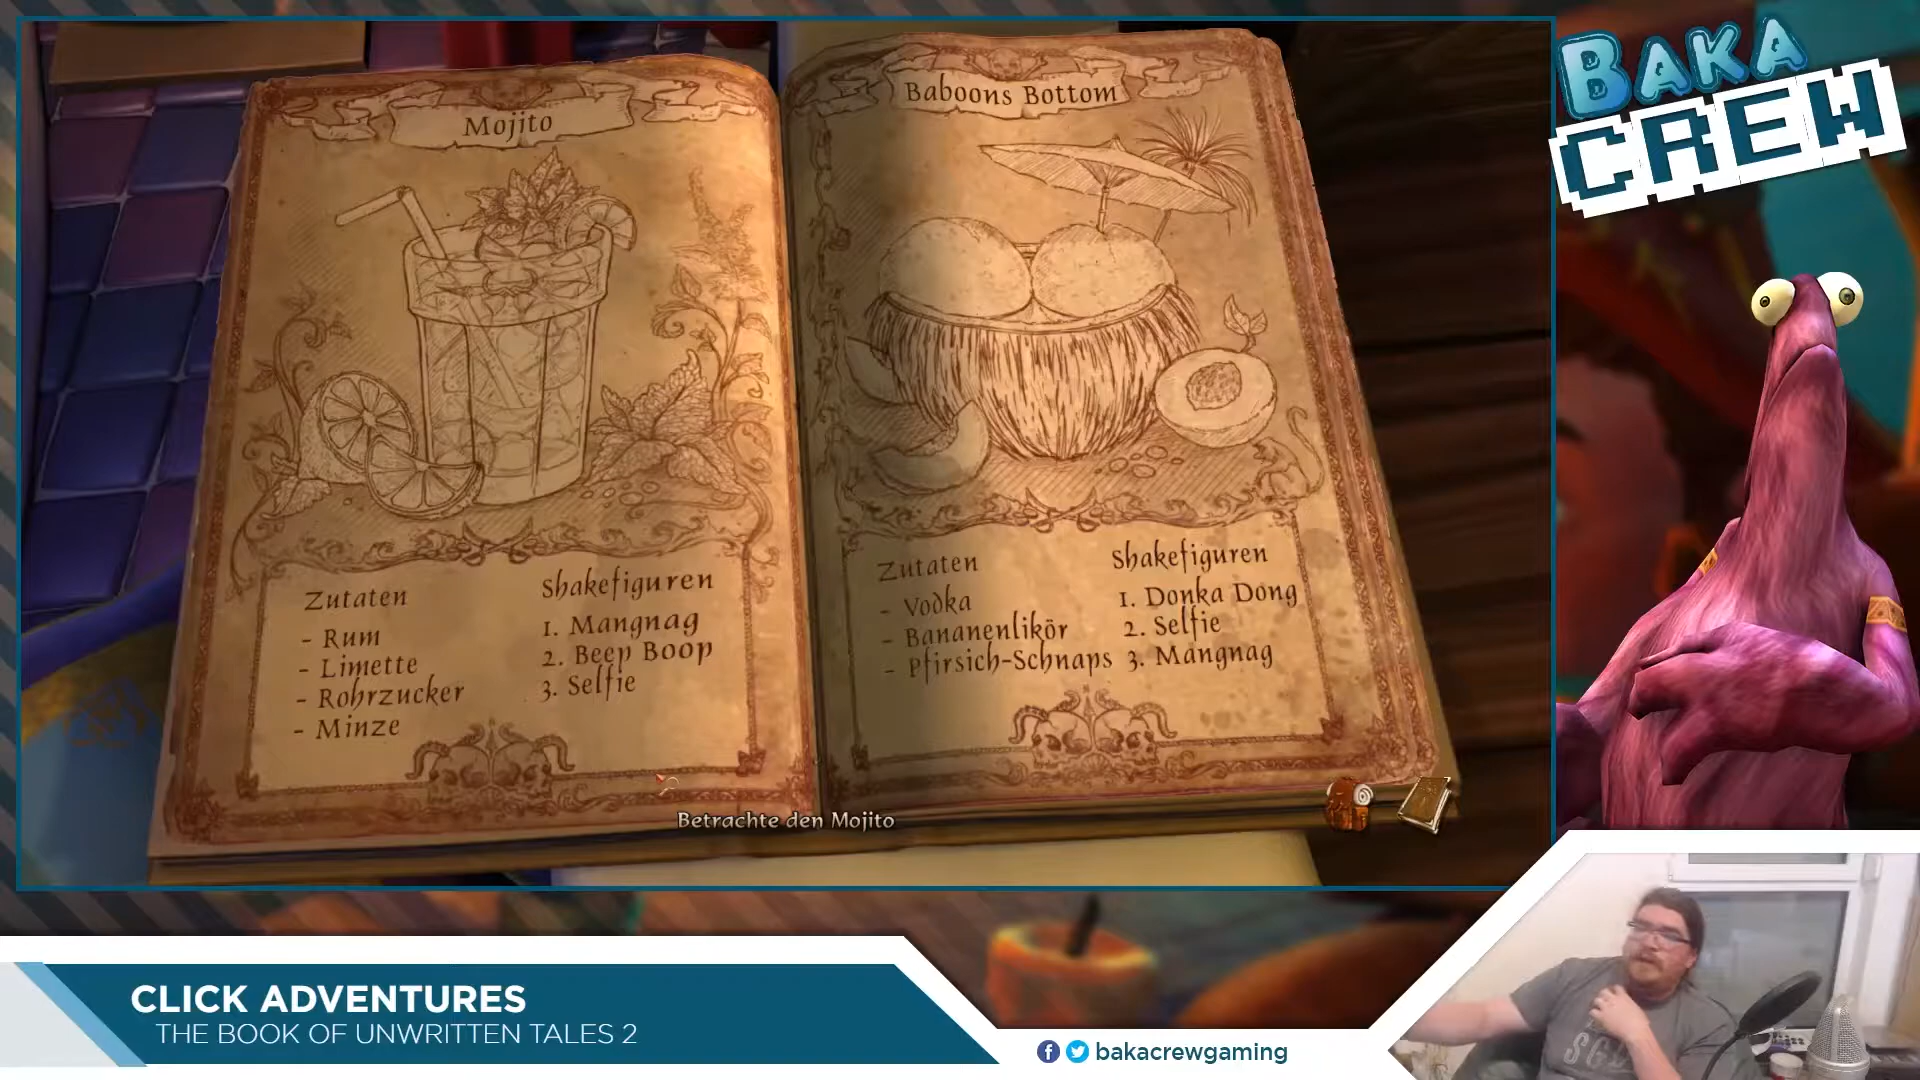 Mojito
Zutaten
- Rum
- Limette
- Rohrzucker
- Minze
Shakefiguren
1. Mangnag
2. Beep Boop
3. Selfie
Baboons Bottom
Zutaten
- Vodka
- Bananenlikör
- Pfirsich-Schnaps
Shakefiguren
1. Donka Dong
2. Selfie
3. Mangnag
Betrachte den Mojito
BAKA
CREW
CLICK ADVENTURES
THE BOOK OF UNWRITTEN TALES 2
bakacrewgaming